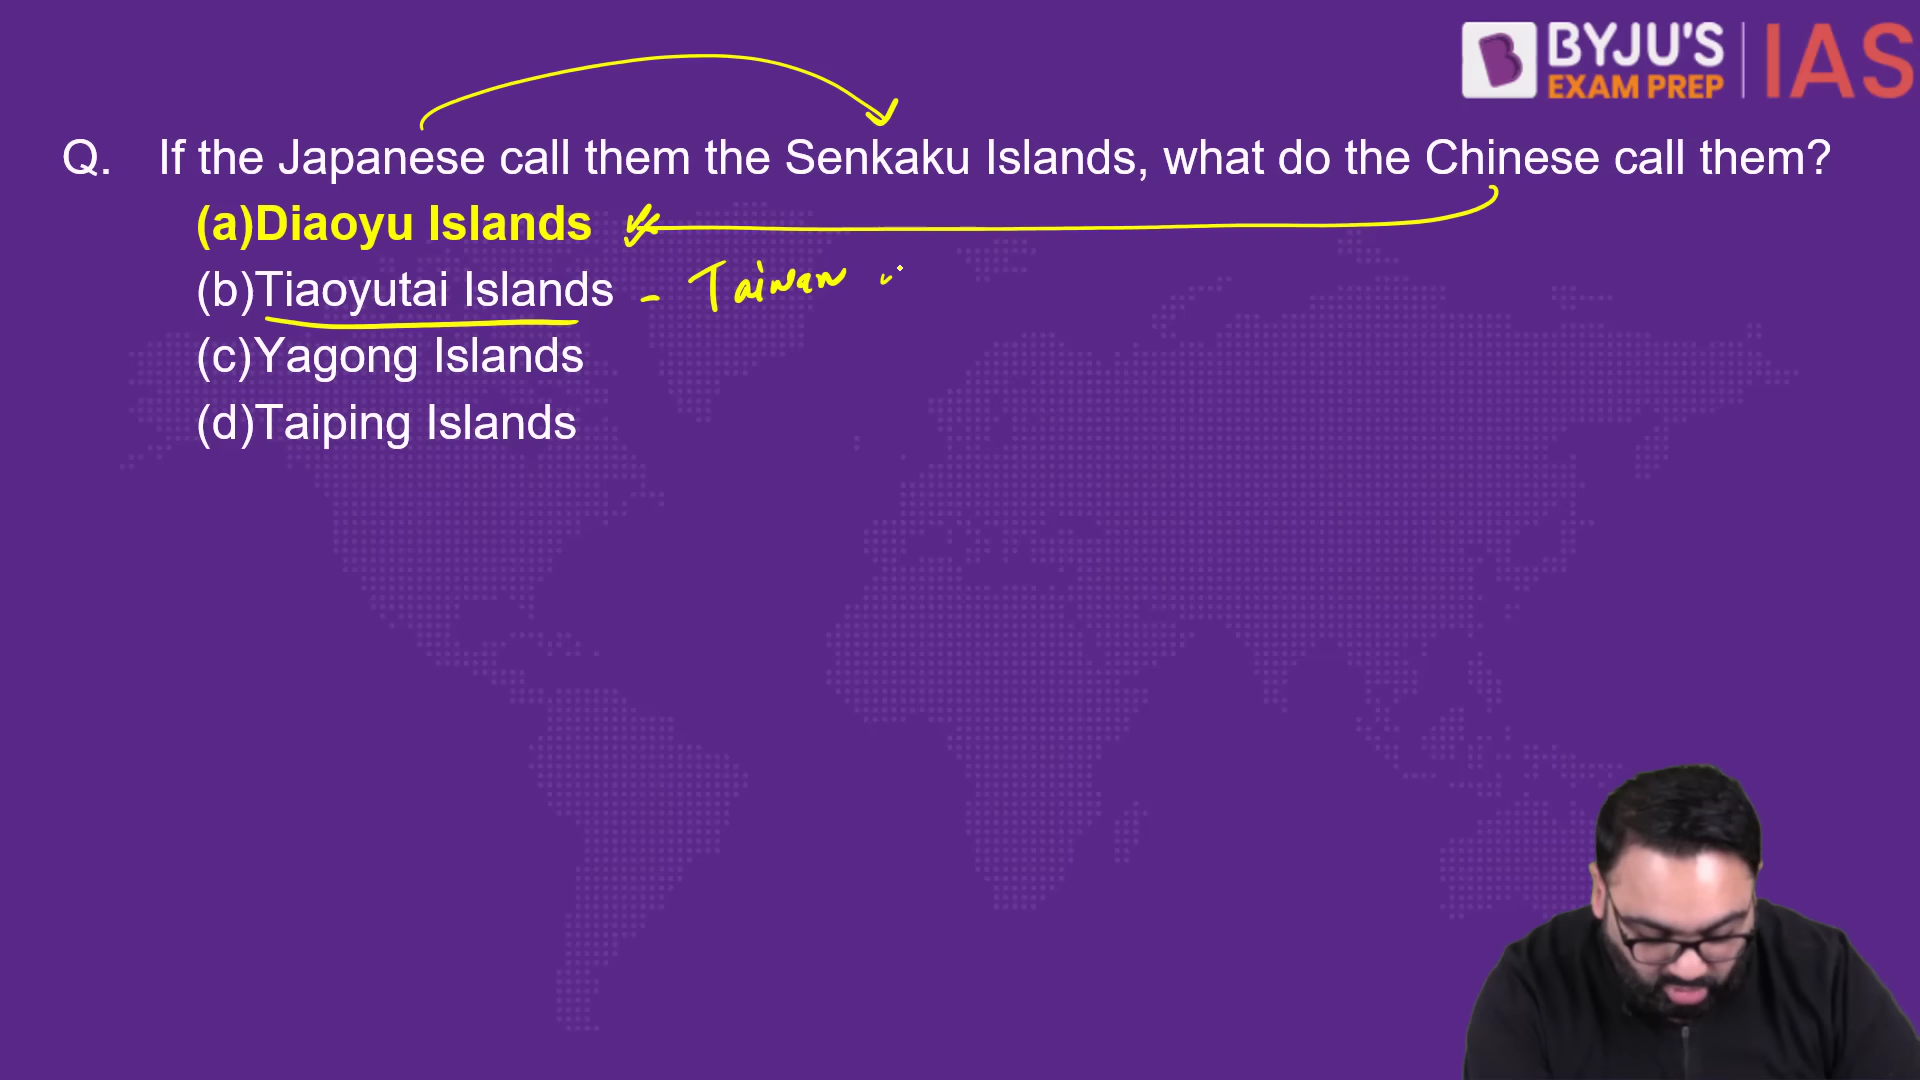 BYJU'S
EXAM PREP
IAS
Q. If the Japanese call them the Senkaku Islands, what do the Chinese call them?
(a)Diaoyu Islands
(b)Tiaoyutai Islands - Taiwan
(c)Yagong Islands
(d)Taiping Islands